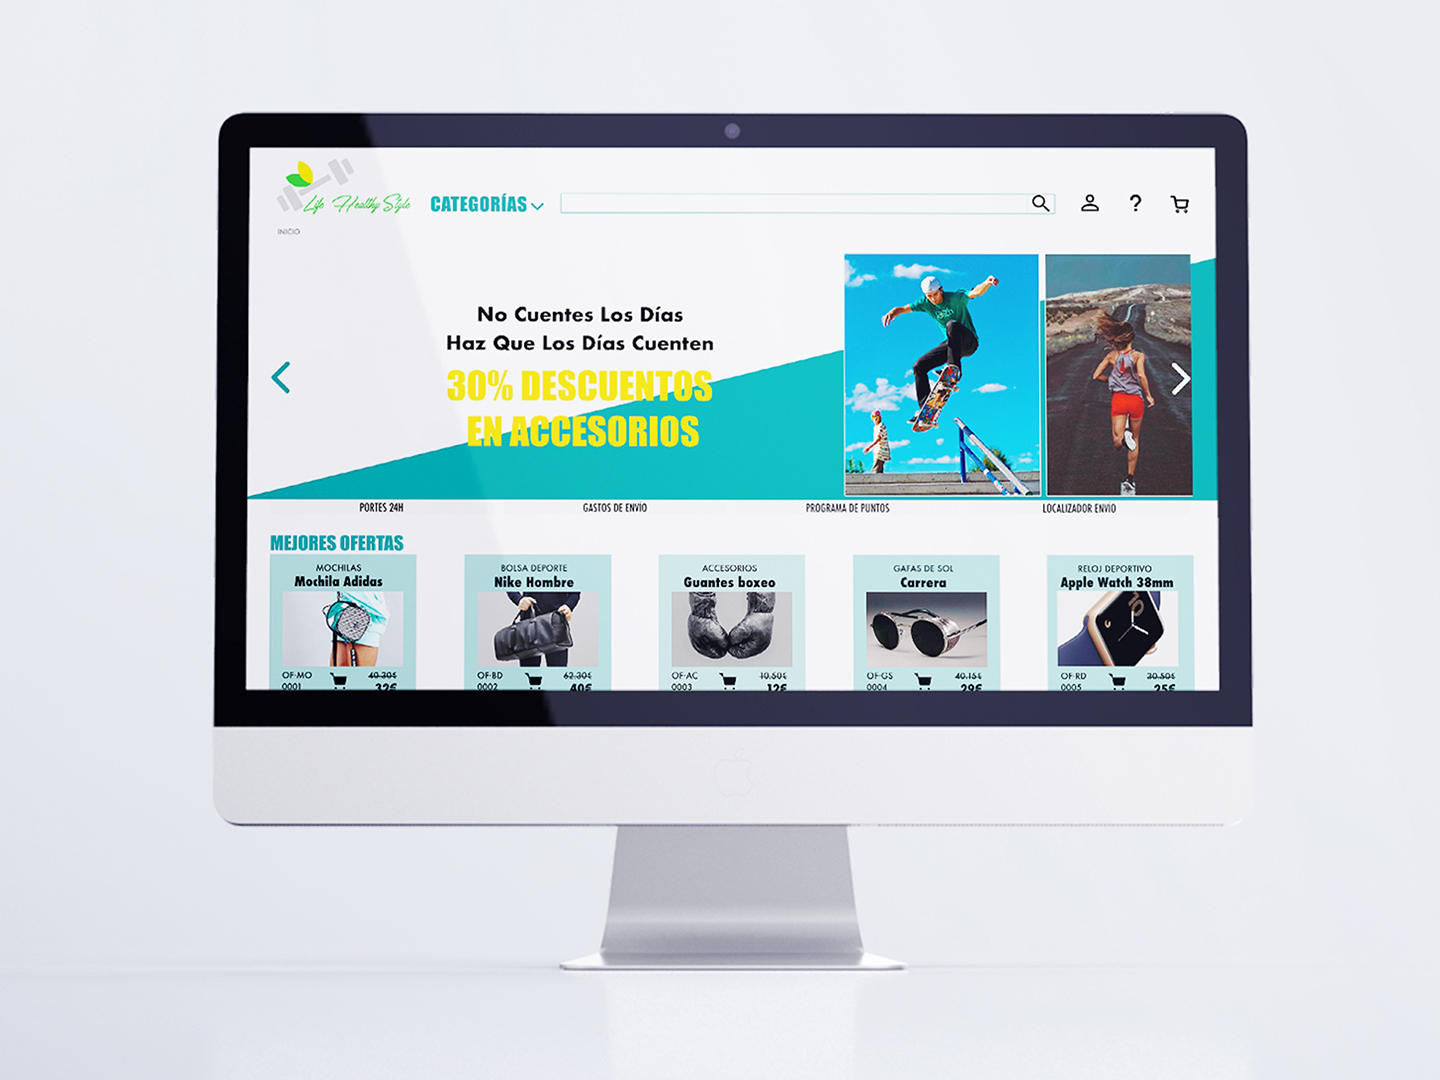 Life Healthy Style
CATEGORÍAS
?
INICIO
No Cuentes Los Días
Haz Que Los Días Cuenten
30% DESCUENTOS
EN ACCESORIOS
PORTES 24H
GASTOS DE ENVÍO
PROGRAMA DE PUNTOS
LOCALIZADOR ENVÍO
MEJORES OFERTAS
MOCHILAS
Mochila Adidas
OF-MO 40.30€
0001 32€
BOLSA DEPORTE
Nike Hombre
OF-BD 62.30€
0002 40€
ACCESORIOS
Guantes boxeo
OF-AC 10.50€
0003 12€
GAFAS DE SOL
Carrera
OF-GS 40.15€
0004 29€
RELOJ DEPORTIVO
Apple Watch 38mm
10
OF-RD 30.50€
0005 25€